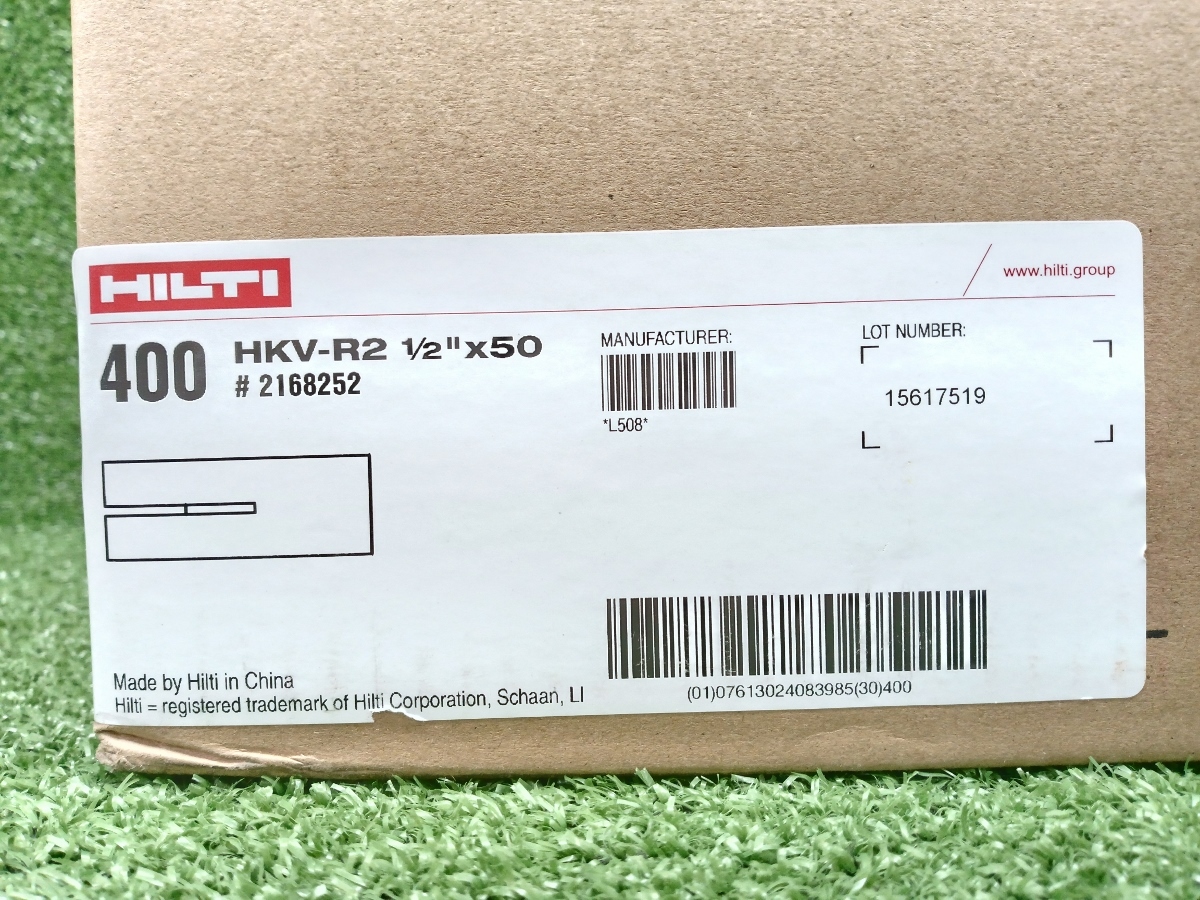 HILTI
www.hilti.group
400
HKV-R2 ½"x50
# 2168252
MANUFACTURER:
*L508*
LOT NUMBER:
15617519
(01)07613024083985(30)400
Made by Hilti in China
Hilti = registered trademark of Hilti Corporation, Schaan, LI